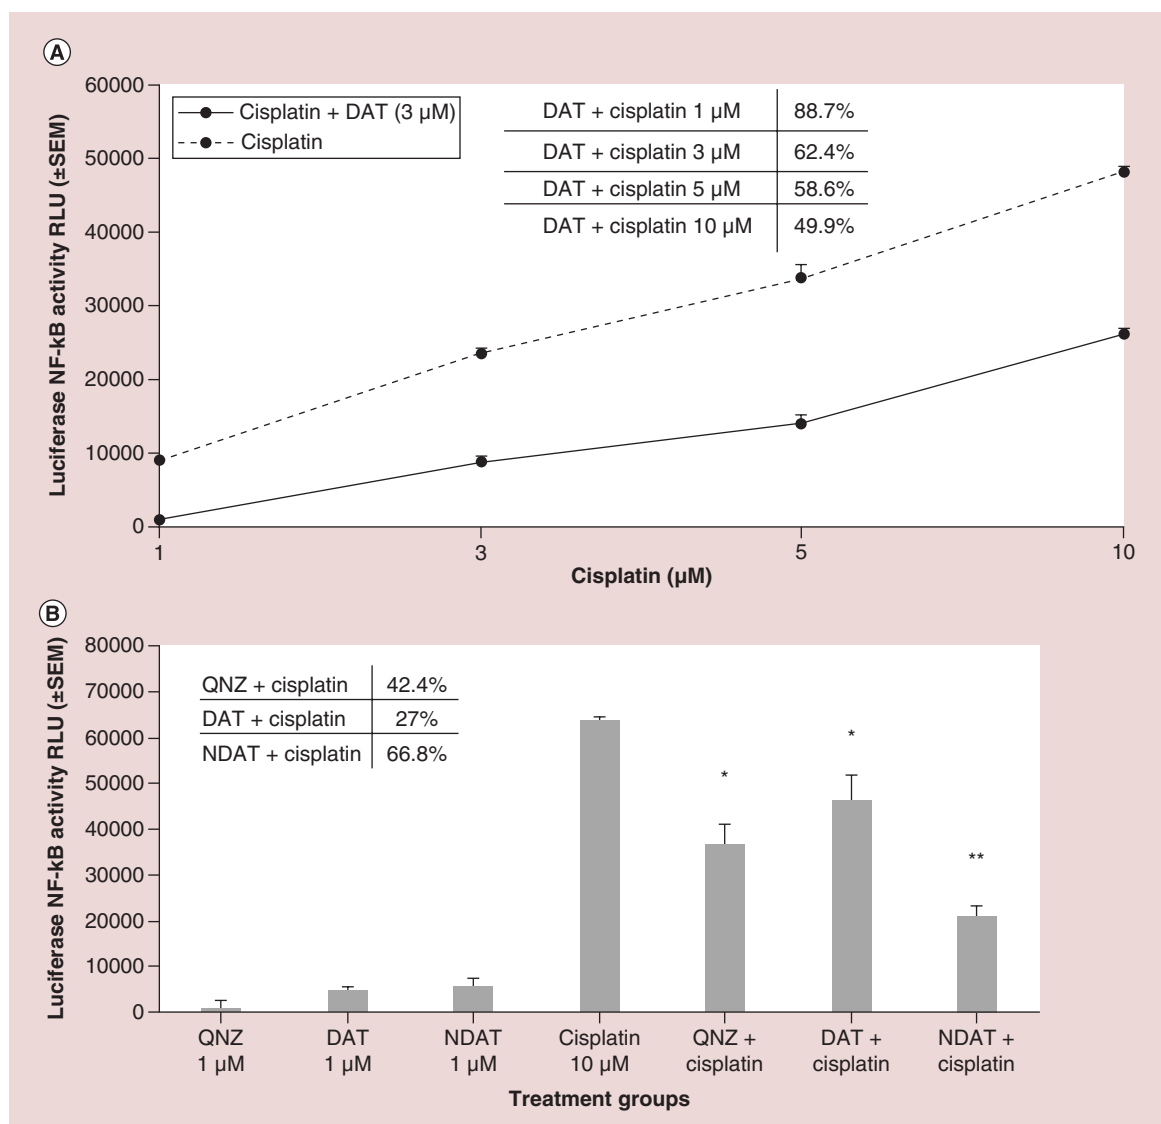 A
Luciferase NF-kB activity RLU (±SEM)
60000
50000
40000
30000
20000
10000
0
Cisplatin + DAT (3 µM)
Cisplatin
DAT + cisplatin 1 µM 88.7%
DAT + cisplatin 3 µM 62.4%
DAT + cisplatin 5 µM 58.6%
DAT + cisplatin 10 µM 49.9%
1 3 5 10
Cisplatin (µM)
B
Luciferase NF-kB activity RLU (±SEM)
80000
70000
60000
50000
40000
30000
20000
10000
0
QNZ + cisplatin 42.4%
DAT + cisplatin 27%
NDAT + cisplatin 66.8%
*
*
**
QNZ DAT NDAT Cisplatin QNZ + DAT + NDAT +
1 µM 1 µM 1 µM 10 µM cisplatin cisplatin cisplatin
Treatment groups